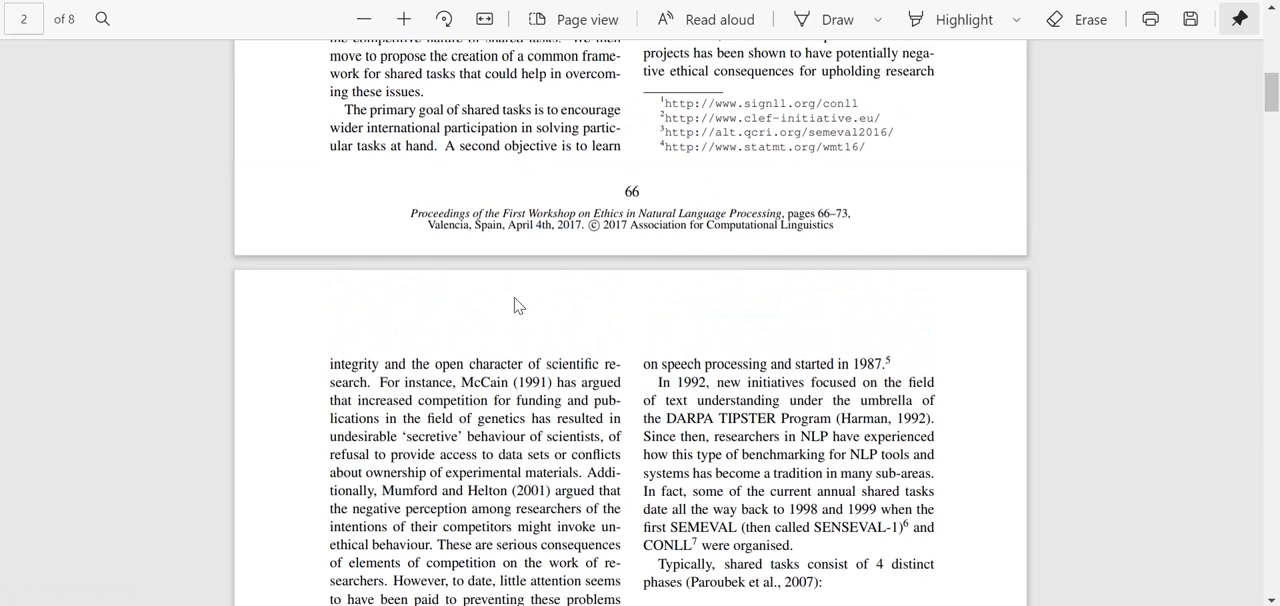 2
of 8
Page view
Read aloud
Draw
Highlight
Erase
the competitive nature of shared tasks. We then
move to propose the creation of a common frame-
work for shared tasks that could help in overcom-
ing these issues.
The primary goal of shared tasks is to encourage
wider international participation in solving partic-
ular tasks at hand. A second objective is to learn
projects has been shown to have potentially nega-
tive ethical consequences for upholding research
1http://www.signll.org/conll
2http://www.clef-initiative.eu/
3http://alt.qcri.org/semeval2016/
4http://www.statmt.org/wmt16/
66
Proceedings of the First Workshop on Ethics in Natural Language Processing, pages 66–73,
Valencia, Spain, April 4th, 2017. © 2017 Association for Computational Linguistics
integrity and the open character of scientific re-
search. For instance, McCain (1991) has argued
that increased competition for funding and pub-
lications in the field of genetics has resulted in
undesirable ‘secretive’ behaviour of scientists, of
refusal to provide access to data sets or conflicts
about ownership of experimental materials. Addi-
tionally, Mumford and Helton (2001) argued that
the negative perception among researchers of the
intentions of their competitors might invoke un-
ethical behaviour. These are serious consequences
of elements of competition on the work of re-
searchers. However, to date, little attention seems
to have been paid to preventing these problems
on speech processing and started in 1987.5
In 1992, new initiatives focused on the field
of text understanding under the umbrella of
the DARPA TIPSTER Program (Harman, 1992).
Since then, researchers in NLP have experienced
how this type of benchmarking for NLP tools and
systems has become a tradition in many sub-areas.
In fact, some of the current annual shared tasks
date all the way back to 1998 and 1999 when the
first SEMEVAL (then called SENSEVAL-1)6 and
CONLL7 were organised.
Typically, shared tasks consist of 4 distinct
phases (Paroubek et al., 2007):